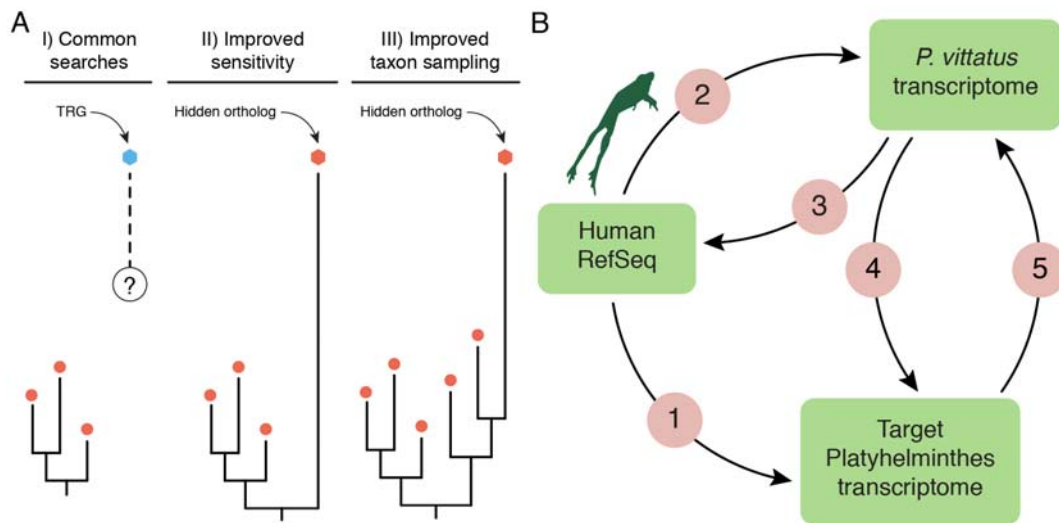 A
I) Common
searches
II) Improved
sensitivity
III) Improved
taxon sampling
TRG
Hidden ortholog
Hidden ortholog
?
B
P. vittatus
transcriptome
2
3
Human
RefSeq
4
5
1
Target
Platyhelminthes
transcriptome